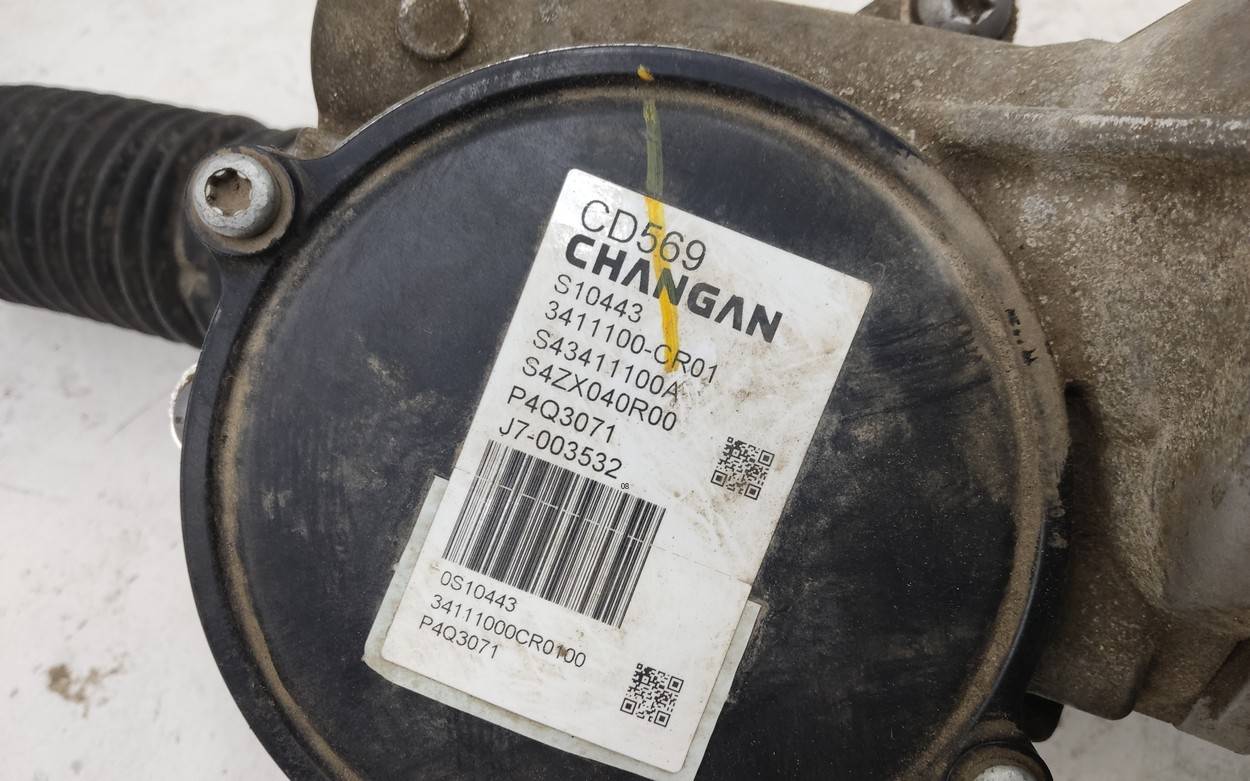 CD569
CHANGAN
S10443
3411100-CR01
S43411100A
S4ZX040R00
P4Q3071
J7-003532
08
0S10443
34111000CR0100
P4Q3071